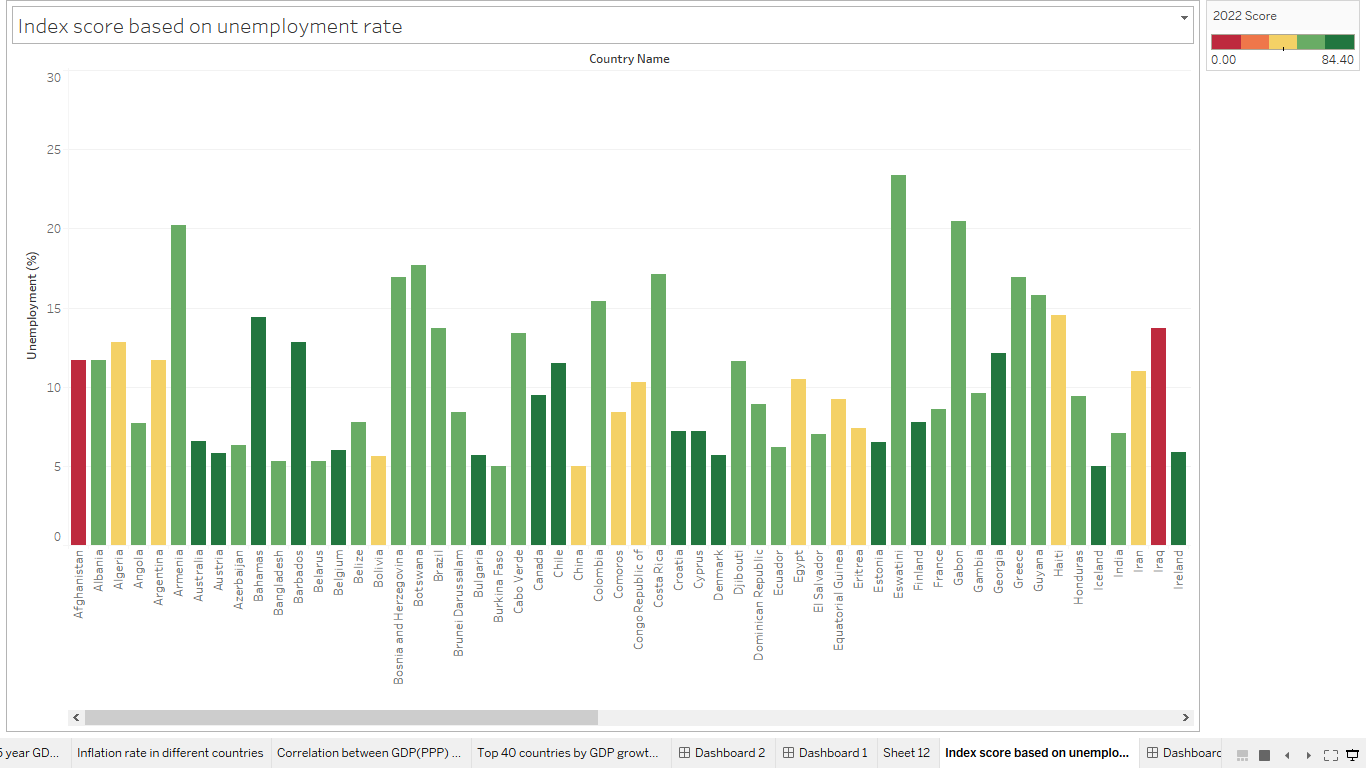 Index score based on unemployment rate
2022 Score
0.00 84.40
Country Name
30
25
20
15
10
5
0
Unemployment (%)
Afghanistan
Albania
Algeria
Angola
Argentina
Armenia
Australia
Austria
Azerbaijan
Bahamas
Bangladesh
Barbados
Belarus
Belgium
Belize
Bolivia
Bosnia and Herzegovina
Botswana
Brazil
Brunei Darussalam
Bulgaria
Burkina Faso
Cabo Verde
Canada
Chile
China
Colombia
Comoros
Congo Republic of
Costa Rica
Croatia
Cyprus
Denmark
Djibouti
Dominican Republic
Ecuador
Egypt
El Salvador
Equatorial Guinea
Eritrea
Estonia
Eswatini
Finland
France
Gabon
Gambia
Georgia
Greece
Guyana
Haiti
Honduras
Iceland
India
Iran
Iraq
Ireland
5 year GD... Inflation rate in different countries Correlation between GDP(PPP) ... Top 40 countries by GDP growt... Dashboard 2 Dashboard 1 Sheet 12 Index score based on unemplo... Dashboard